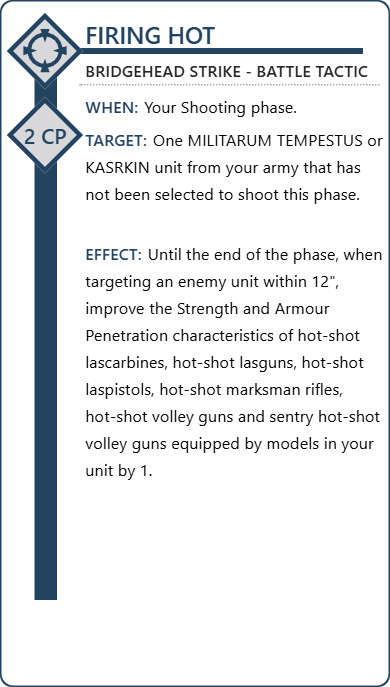 FIRING HOT
BRIDGEHEAD STRIKE - BATTLE TACTIC
WHEN: Your Shooting phase.
2 CP
TARGET: One MILITARUM TEMPESTUS or
KASRKIN unit from your army that has
not been selected to shoot this phase.
EFFECT: Until the end of the phase, when
targeting an enemy unit within 12",
improve the Strength and Armour
Penetration characteristics of hot-shot
lascarbines, hot-shot lasguns, hot-shot
laspistols, hot-shot marksman rifles,
hot-shot volley guns and sentry hot-shot
volley guns equipped by models in your
unit by 1.